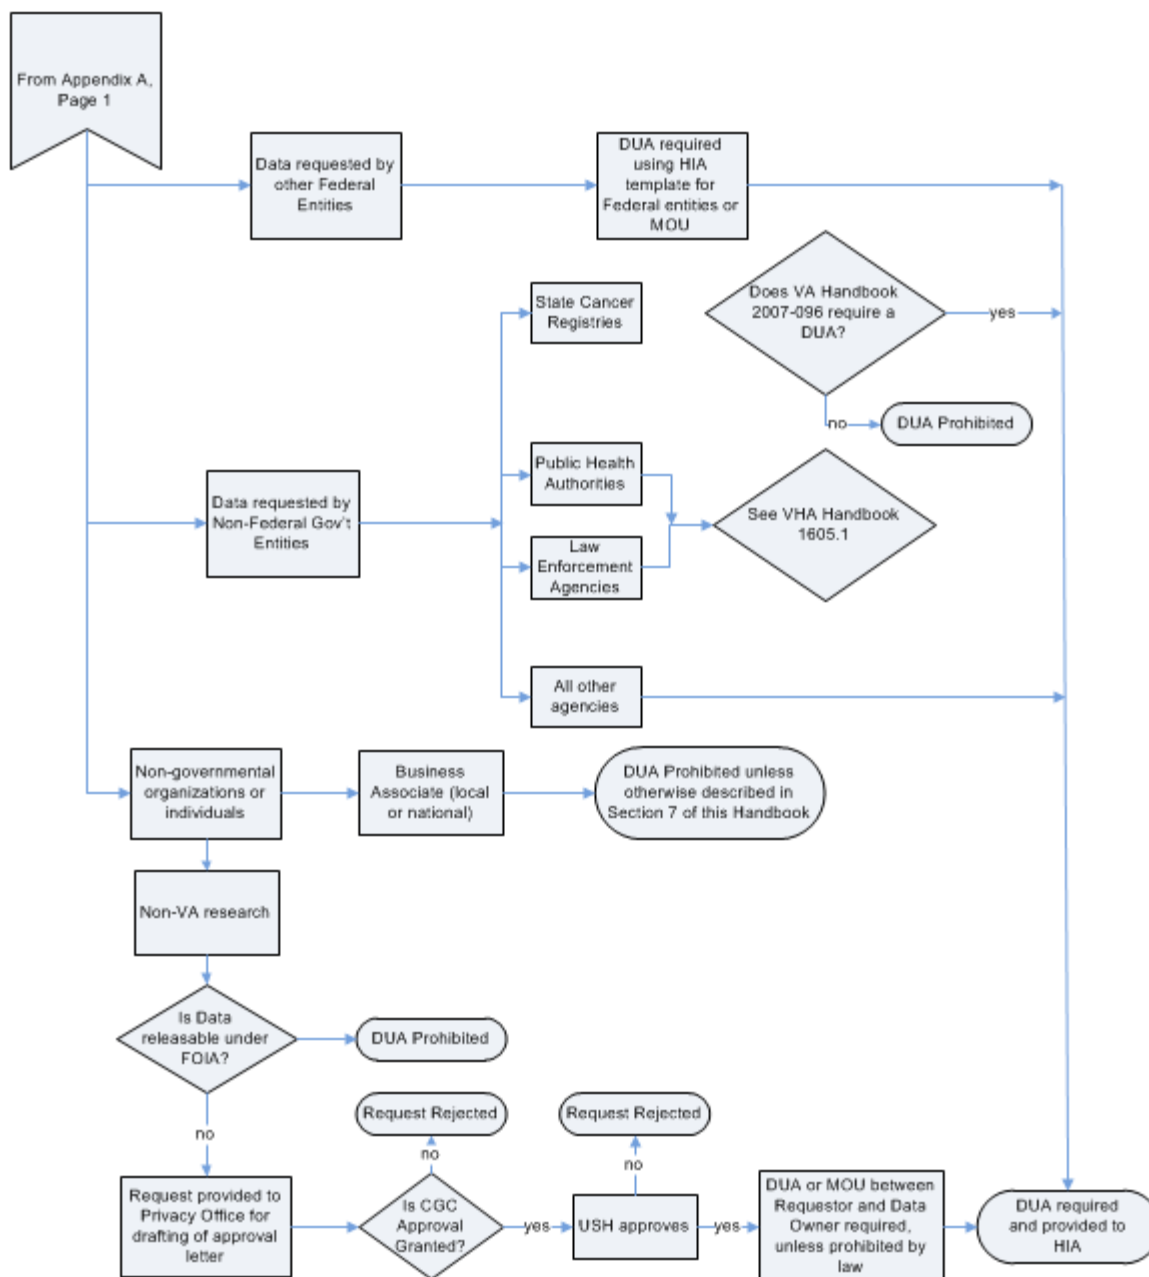 From Appendix A,
Page 1
Data requested by
other Federal
Entities
DUA required
using HIA
template for
Federal entities or
MOU
State Cancer
Registries
Does VA Handbook
2007-096 require a
DUA?
yes
no
DUA Prohibited
Data requested by
Non-Federal Gov't
Entities
Public Health
Authorities
Law
Enforcement
Agencies
See VHA Handbook
1605.1
All other
agencies
Non-governmental
organizations or
individuals
Business
Associate (local
or national)
DUA Prohibited unless
otherwise described in
Section 7 of this Handbook
Non-VA research
Is Data
releasable under
FOIA?
DUA Prohibited
no
Request provided to
Privacy Office for
drafting of approval
letter
Request Rejected
no
Is CGC
Approval
Granted?
yes
Request Rejected
no
USH approves
yes
DUA or MOU between
Requestor and Data
Owner required,
unless prohibited by
law
DUA required
and provided to
HIA